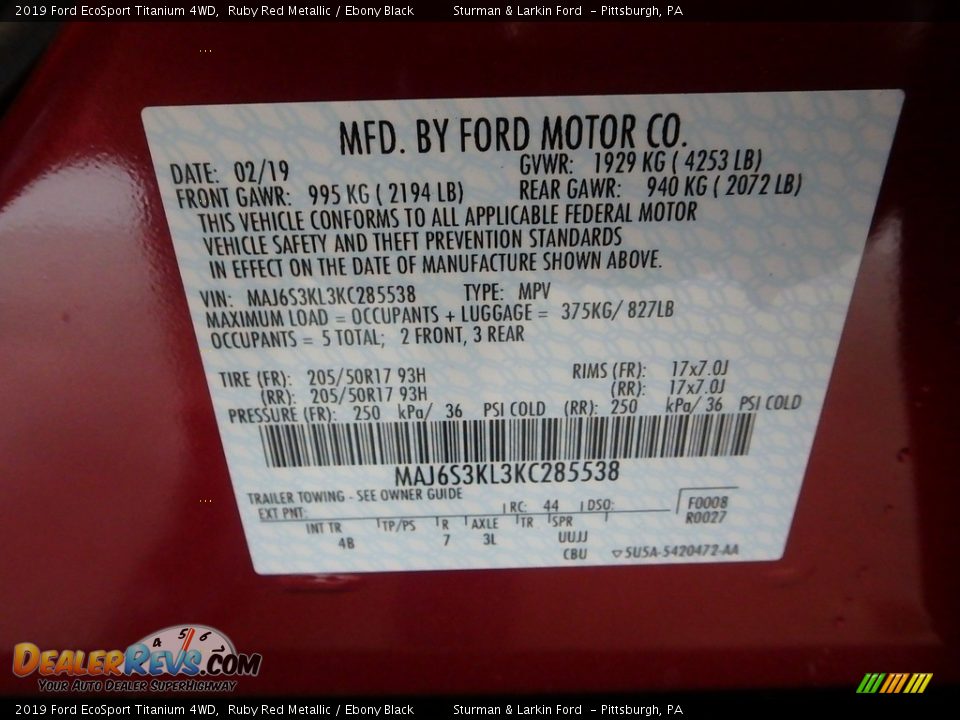 2019 Ford EcoSport Titanium 4WD, Ruby Red Metallic / Ebony Black Sturman & Larkin Ford - Pittsburgh, PA
MFD. BY FORD MOTOR CO.
DATE: 02/19 GVWR: 1929 KG ( 4253 LB)
FRONT GAWR: 995 KG ( 2194 LB) REAR GAWR: 940 KG ( 2072 LB)
THIS VEHICLE CONFORMS TO ALL APPLICABLE FEDERAL MOTOR
VEHICLE SAFETY AND THEFT PREVENTION STANDARDS
IN EFFECT ON THE DATE OF MANUFACTURE SHOWN ABOVE.
VIN: MAJ6S3KL3KC285538 TYPE: MPV
MAXIMUM LOAD = OCCUPANTS + LUGGAGE = 375KG/ 827LB
OCCUPANTS = 5 TOTAL; 2 FRONT, 3 REAR
TIRE (FR): 205/50R17 93H RIMS (FR): 17x7.0J
(RR): 205/50R17 93H (RR): 17x7.0J
PRESSURE (FR): 250 kPa/ 36 PSI COLD (RR): 250 kPa/ 36 PSI COLD
MAJ6S3KL3KC285538
TRAILER TOWING - SEE OWNER GUIDE
EXT PNT: RC: 44 DSO: F0008
R0027
INT TR TP/PS R AXLE TR SPR
4B 7 3L UUJJ
CBU 5U5A-5420472-AA
4 5 6
DEALERREVS.COM
YOUR AUTO DEALER SUPERHIGHWAY
2019 Ford EcoSport Titanium 4WD, Ruby Red Metallic / Ebony Black Sturman & Larkin Ford - Pittsburgh, PA